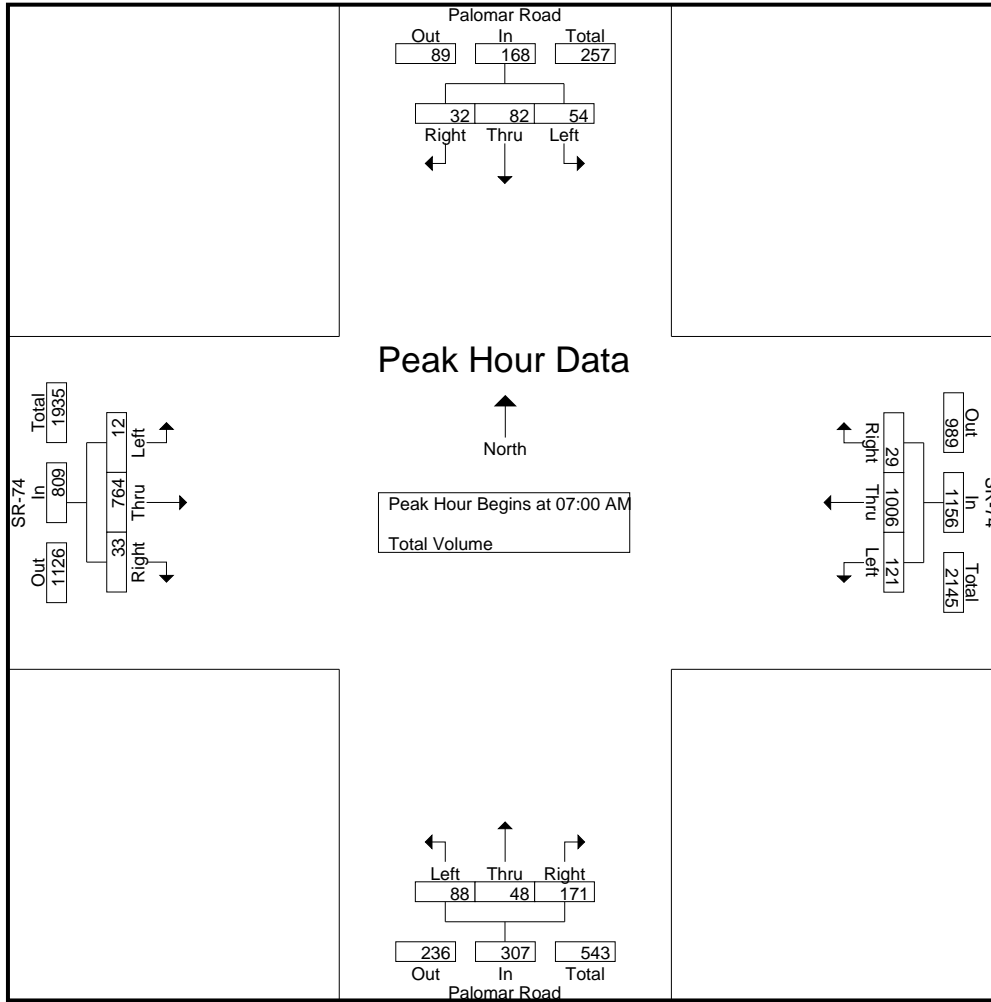 Palomar Road
Out In Total
89 168 257
32 82 54
Right Thru Left
Peak Hour Data
North
Peak Hour Begins at 07:00 AM
Total Volume
SR-74
Out In Total
1126 809 1935
33 764 12
Right Thru Left
SR-74
Out In Total
989 1156 2145
29 1006 121
Right Thru Left
Left Thru Right
88 48 171
236 307 543
Out In Total
Palomar Road